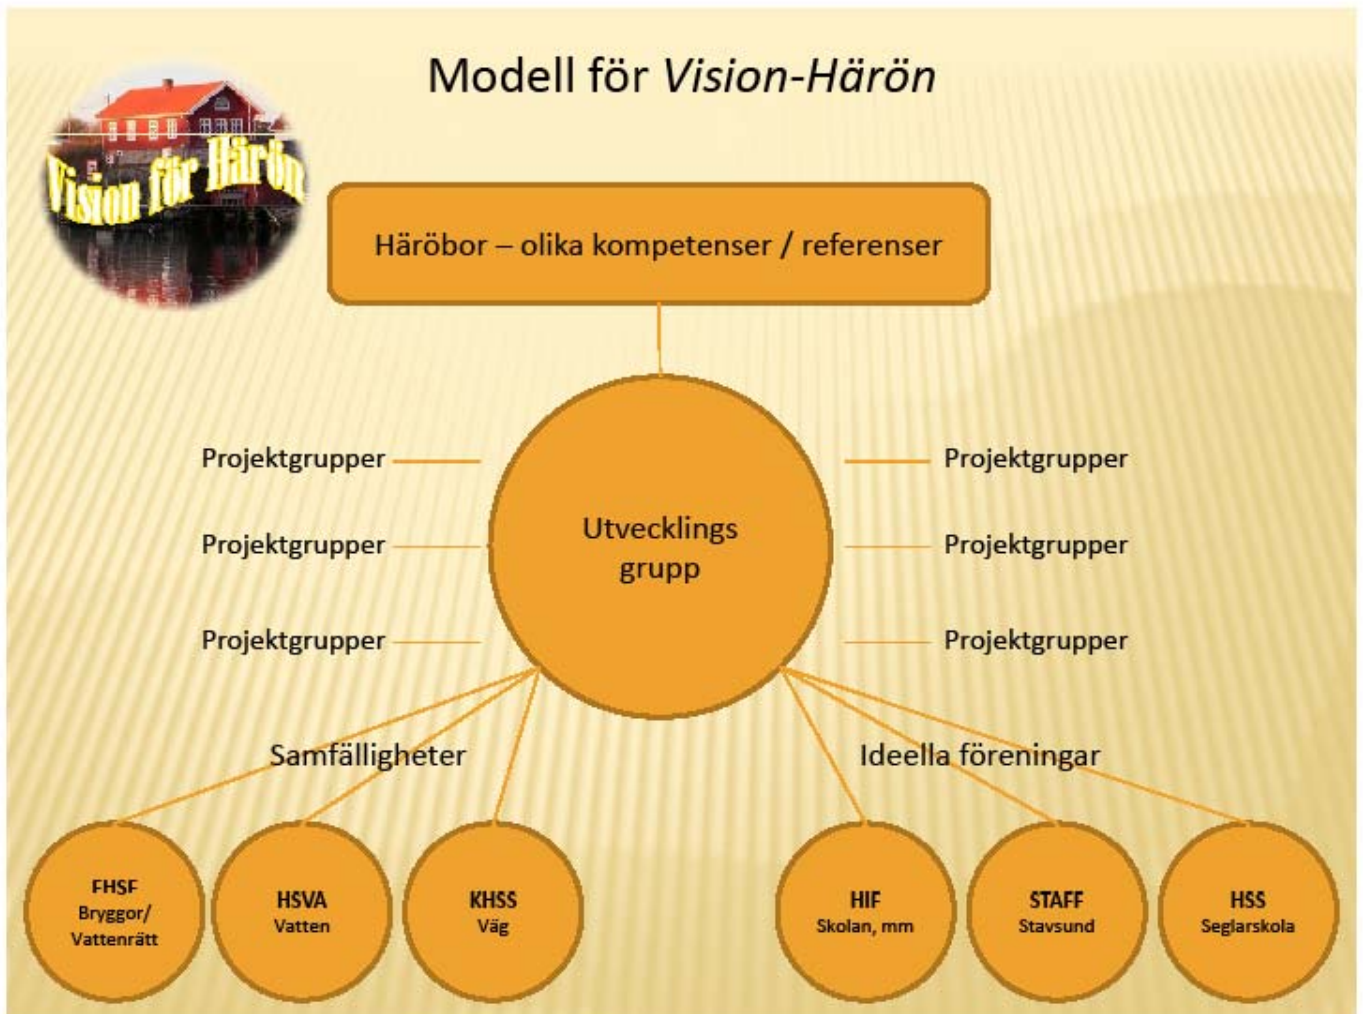 Modell för Vision-Härön
Vision för Härön
Häröbor – olika kompetenser / referenser
Projektgrupper
Projektgrupper
Projektgrupper
Utvecklings
grupp
Projektgrupper
Projektgrupper
Projektgrupper
Samfälligheter
Ideella föreningar
FHSF
Bryggor/
Vattenrätt
HSVA
Vatten
KHSS
Väg
HIF
Skolan, mm
STAFF
Stavsund
HSS
Seglarskola